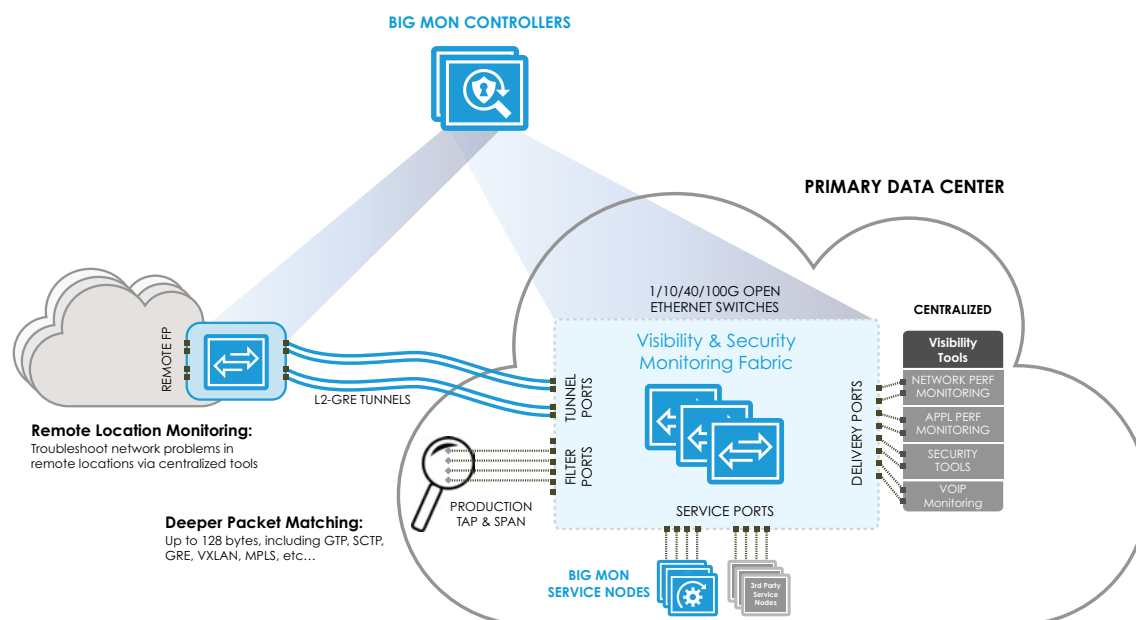 BIG MON CONTROLLERS
PRIMARY DATA CENTER
1/10/40/100G OPEN
ETHERNET SWITCHES
CENTRALIZED
Visibility
Tools
NETWORK PERF
MONITORING
APPL PERF
MONITORING
SECURITY
TOOLS
VOIP
Monitoring
Visibility & Security
Monitoring Fabric
REMOTE FP
L2-GRE TUNNELS
TUNNEL
PORTS
FILTER
PORTS
DELIVERY PORTS
Remote Location Monitoring:
Troubleshoot network problems in
remote locations via centralized tools
PRODUCTION
TAP & SPAN
SERVICE PORTS
Deeper Packet Matching:
Up to 128 bytes, including GTP, SCTP,
GRE, VXLAN, MPLS, etc…
BIG MON
SERVICE NODES
3rd Party
Service
Nodes